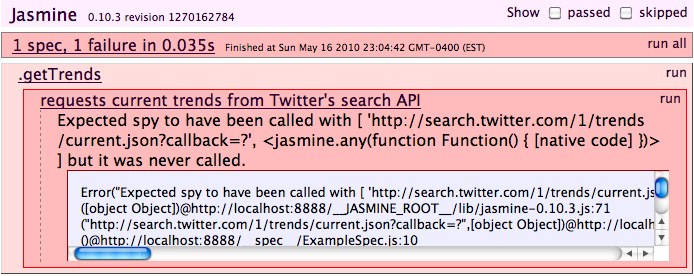 Jasmine 0.10.3 revision 1270162784 Show passed skipped
1 spec, 1 failure in 0.035s Finished at Sun May 16 2010 23:04:42 GMT-0400 (EST) run all
.getTrends run
requests current trends from Twitter's search API run
Expected spy to have been called with [ 'http://search.twitter.com/1/trends
/current.json?callback=?', <jasmine.any(function Function() { [native code] })>
] but it was never called.
Error("Expected spy to have been called with [ 'http://search.twitter.com/1/trends/current.js
([object Object])@http://localhost:8888/__JASMINE_ROOT__/lib/jasmine-0.10.3.js:71
("http://search.twitter.com/1/trends/current.json?callback=?",[object Object])@http://localh
()@http://localhost:8888/__spec__/ExampleSpec.js:10